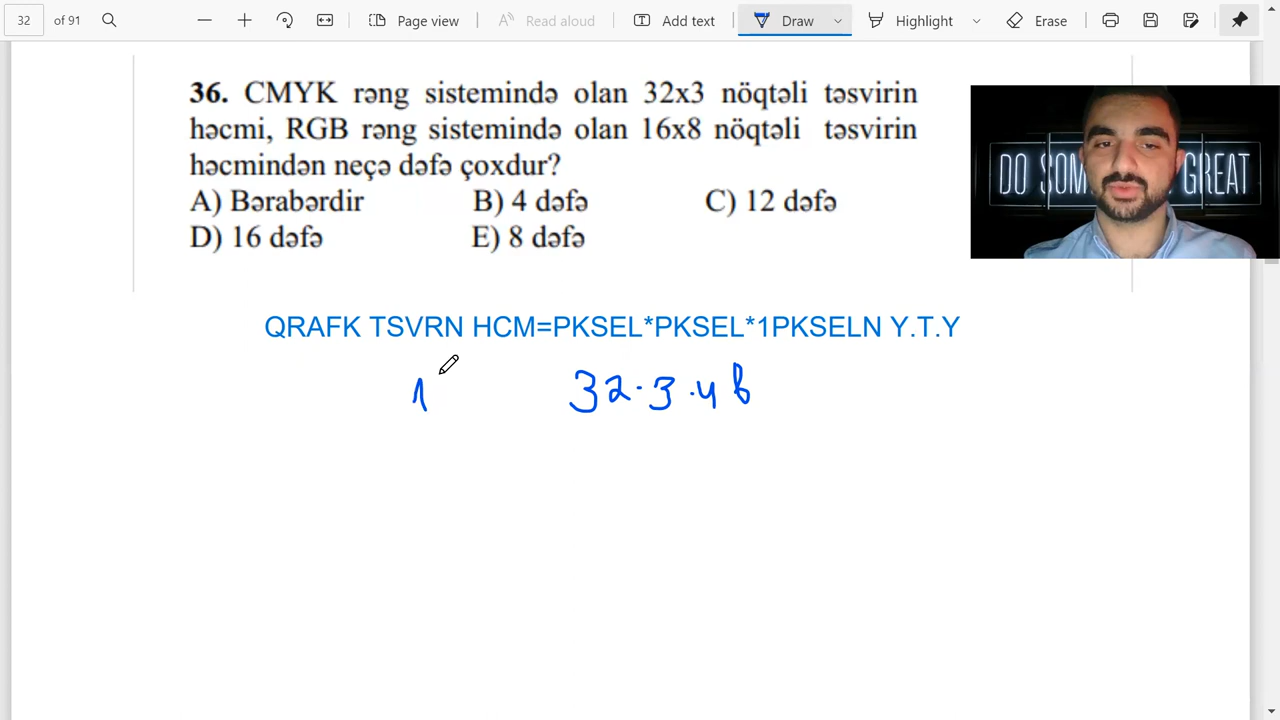 32 of 91 Page view Read aloud Add text Draw Highlight Erase
36. CMYK rəng sistemində olan 32x3 nöqtəli təsvirin
həcmi, RGB rəng sistemində olan 16x8 nöqtəli təsvirin
həcmindən neçə dəfə çoxdur?
A) Bərabərdir B) 4 dəfə C) 12 dəfə
D) 16 dəfə E) 8 dəfə
DO SOM GREAT
QRAFK TSVRN HCM=PKSEL*PKSEL*1PKSELN Y.T.Y
1 32·3·4 b